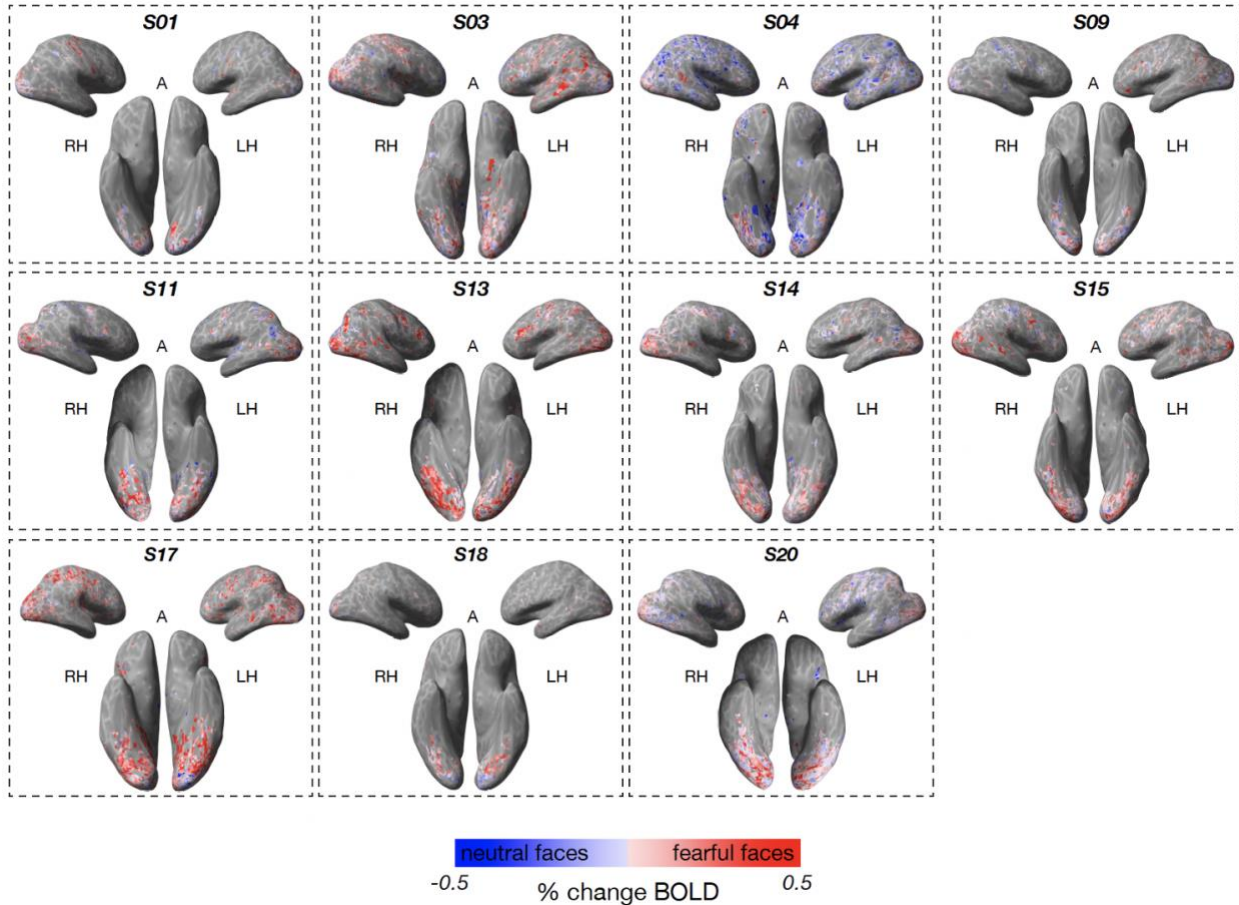 S01
S03
S04
S09
A
A
A
A
RH
LH
RH
LH
RH
LH
RH
LH
S11
S13
S14
S15
A
A
A
A
RH
LH
RH
LH
RH
LH
RH
LH
S17
S18
S20
A
A
A
RH
LH
RH
LH
RH
LH
neutral faces
fearful faces
-0.5
0.5
% change BOLD